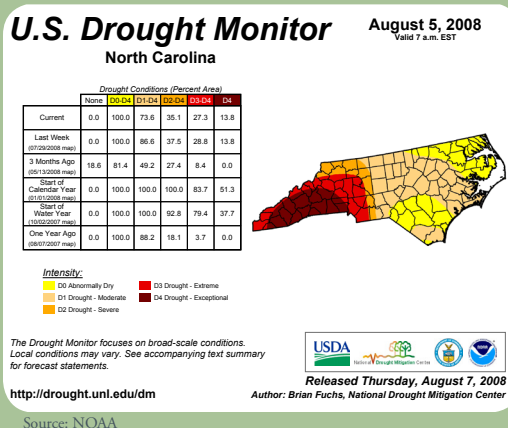 U.S. Drought Monitor
August 5, 2008
Valid 7 a.m. EST
North Carolina
Drought Conditions (Percent Area)
None D0-D4 D1-D4 D2-D4 D3-D4 D4
Current 0.0 100.0 73.6 35.1 27.3 13.8
Last Week (07/29/2008 map) 0.0 100.0 86.6 37.5 28.8 13.8
3 Months Ago (05/13/2008 map) 18.6 81.4 49.2 27.4 8.4 0.0
Start of Calendar Year (01/01/2008 map) 0.0 100.0 100.0 100.0 83.7 51.3
Start of Water Year (10/02/2007 map) 0.0 100.0 100.0 92.8 79.4 37.7
One Year Ago (08/07/2007 map) 0.0 100.0 88.2 18.1 3.7 0.0
Intensity:
D0 Abnormally Dry
D1 Drought - Moderate
D2 Drought - Severe
D3 Drought - Extreme
D4 Drought - Exceptional
The Drought Monitor focuses on broad-scale conditions.
Local conditions may vary. See accompanying text summary
for forecast statements.
USDA
National Drought Mitigation Center
Released Thursday, August 7, 2008
http://drought.unl.edu/dm
Author: Brian Fuchs, National Drought Mitigation Center
Source: NOAA